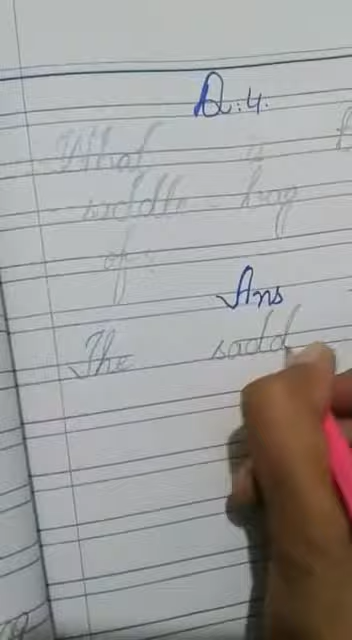 Q.4.
What is
saddle bag
of?
Ans
The sadd